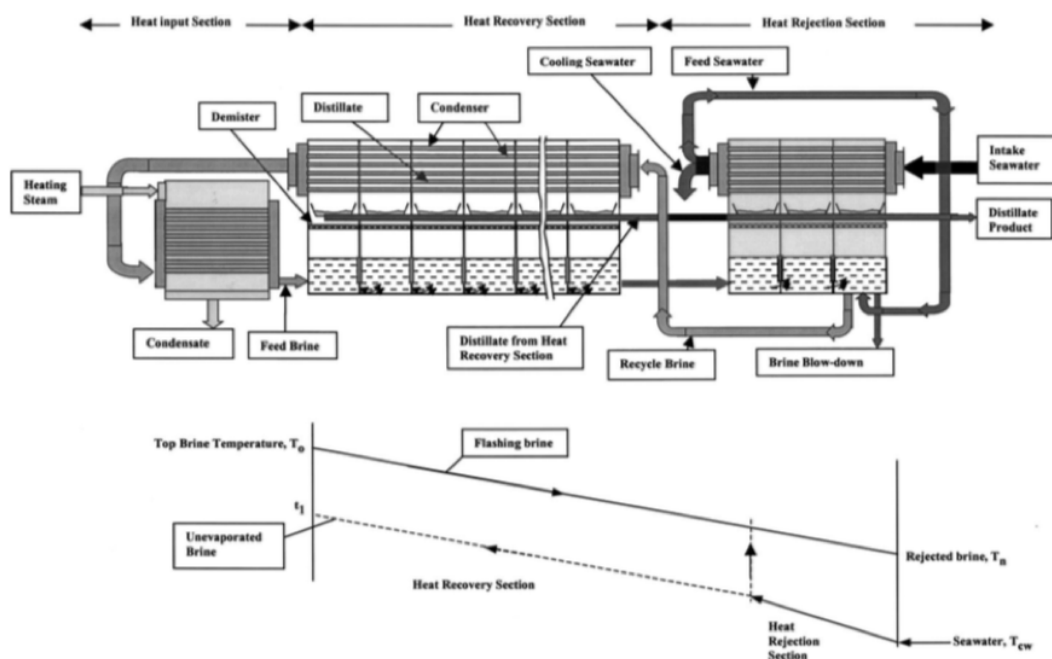 Heat input Section
Heat Recovery Section
Heat Rejection Section
Cooling Seawater
Feed Seawater
Distillate
Condenser
Demister
Intake
Seawater
Heating
Steam
Distillate
Product
Condensate
Feed Brine
Distillate from Heat
Recovery Section
Recycle Brine
Brine Blow-down
Top Brine Temperature, Tₒ
Flashing brine
t₁
Unevaporated
Brine
Rejected brine, Tₙ
Heat Recovery Section
Heat
Rejection
Section
Seawater, T_cw